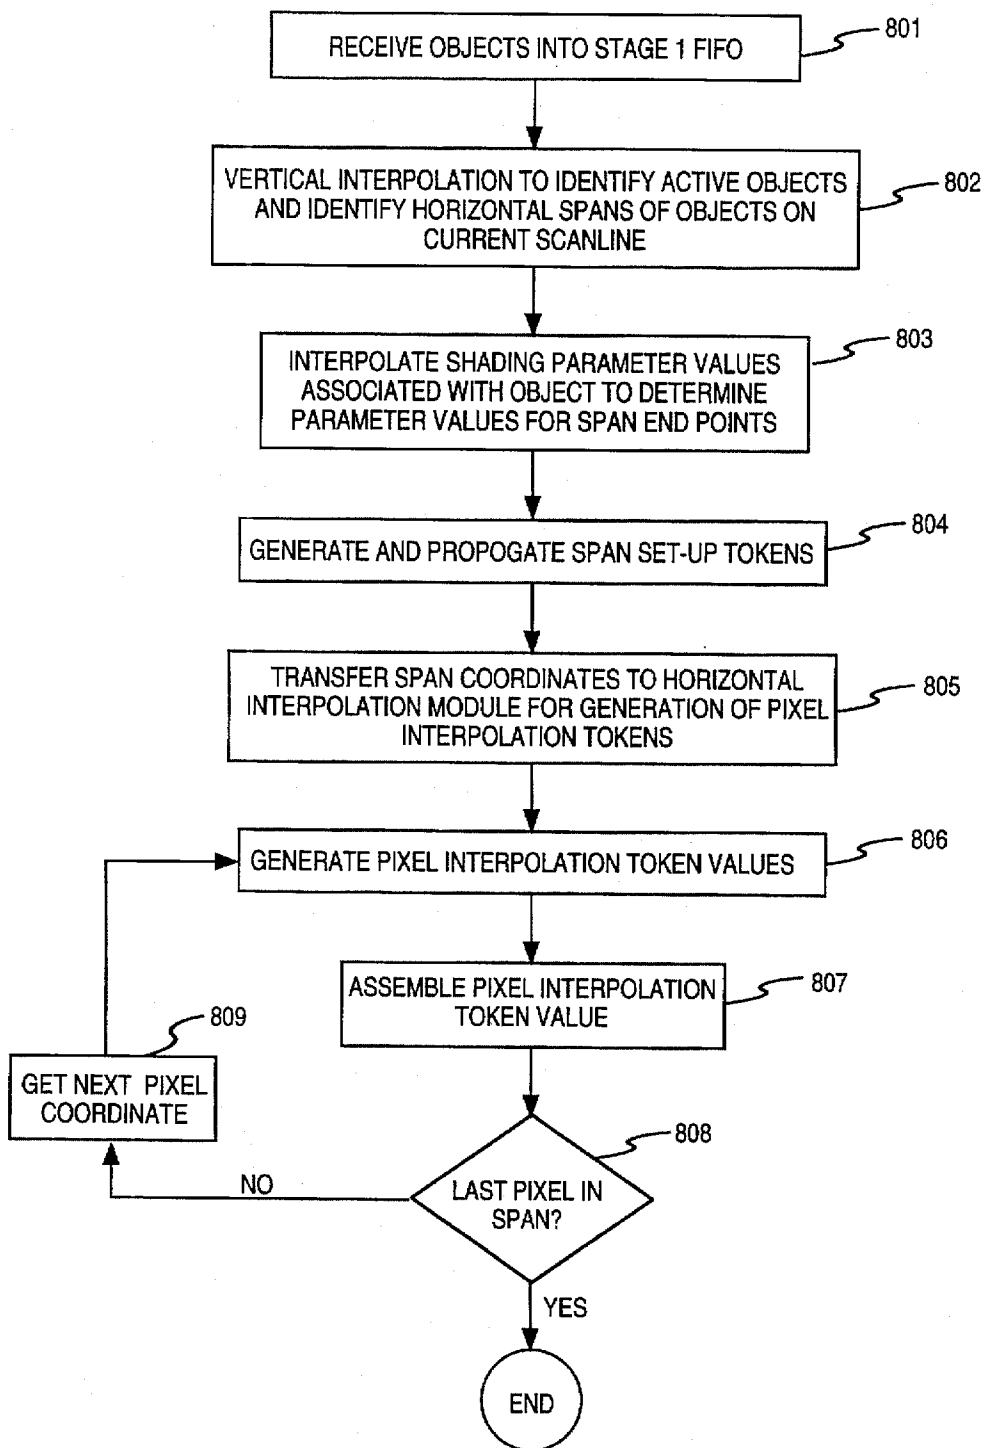 RECEIVE OBJECTS INTO STAGE 1 FIFO
801
VERTICAL INTERPOLATION TO IDENTIFY ACTIVE OBJECTS
AND IDENTIFY HORIZONTAL SPANS OF OBJECTS ON
CURRENT SCANLINE
802
INTERPOLATE SHADING PARAMETER VALUES
ASSOCIATED WITH OBJECT TO DETERMINE
PARAMETER VALUES FOR SPAN END POINTS
803
GENERATE AND PROPOGATE SPAN SET-UP TOKENS
804
TRANSFER SPAN COORDINATES TO HORIZONTAL
INTERPOLATION MODULE FOR GENERATION OF PIXEL
INTERPOLATION TOKENS
805
GENERATE PIXEL INTERPOLATION TOKEN VALUES
806
ASSEMBLE PIXEL INTERPOLATION
TOKEN VALUE
807
809
GET NEXT PIXEL
COORDINATE
808
LAST PIXEL IN
SPAN?
NO
YES
END